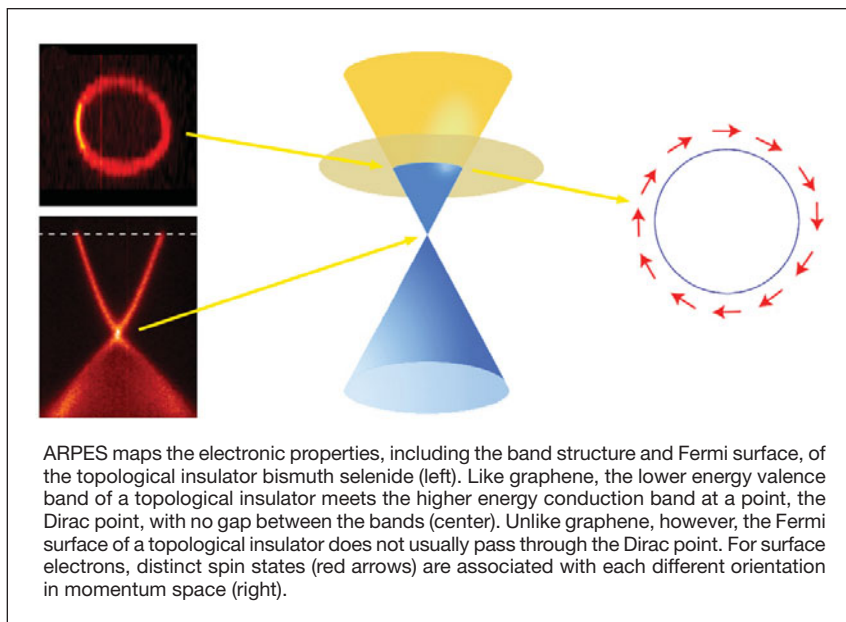 ARPES maps the electronic properties, including the band structure and Fermi surface, of
the topological insulator bismuth selenide (left). Like graphene, the lower energy valence
band of a topological insulator meets the higher energy conduction band at a point, the
Dirac point, with no gap between the bands (center). Unlike graphene, however, the Fermi
surface of a topological insulator does not usually pass through the Dirac point. For surface
electrons, distinct spin states (red arrows) are associated with each different orientation
in momentum space (right).